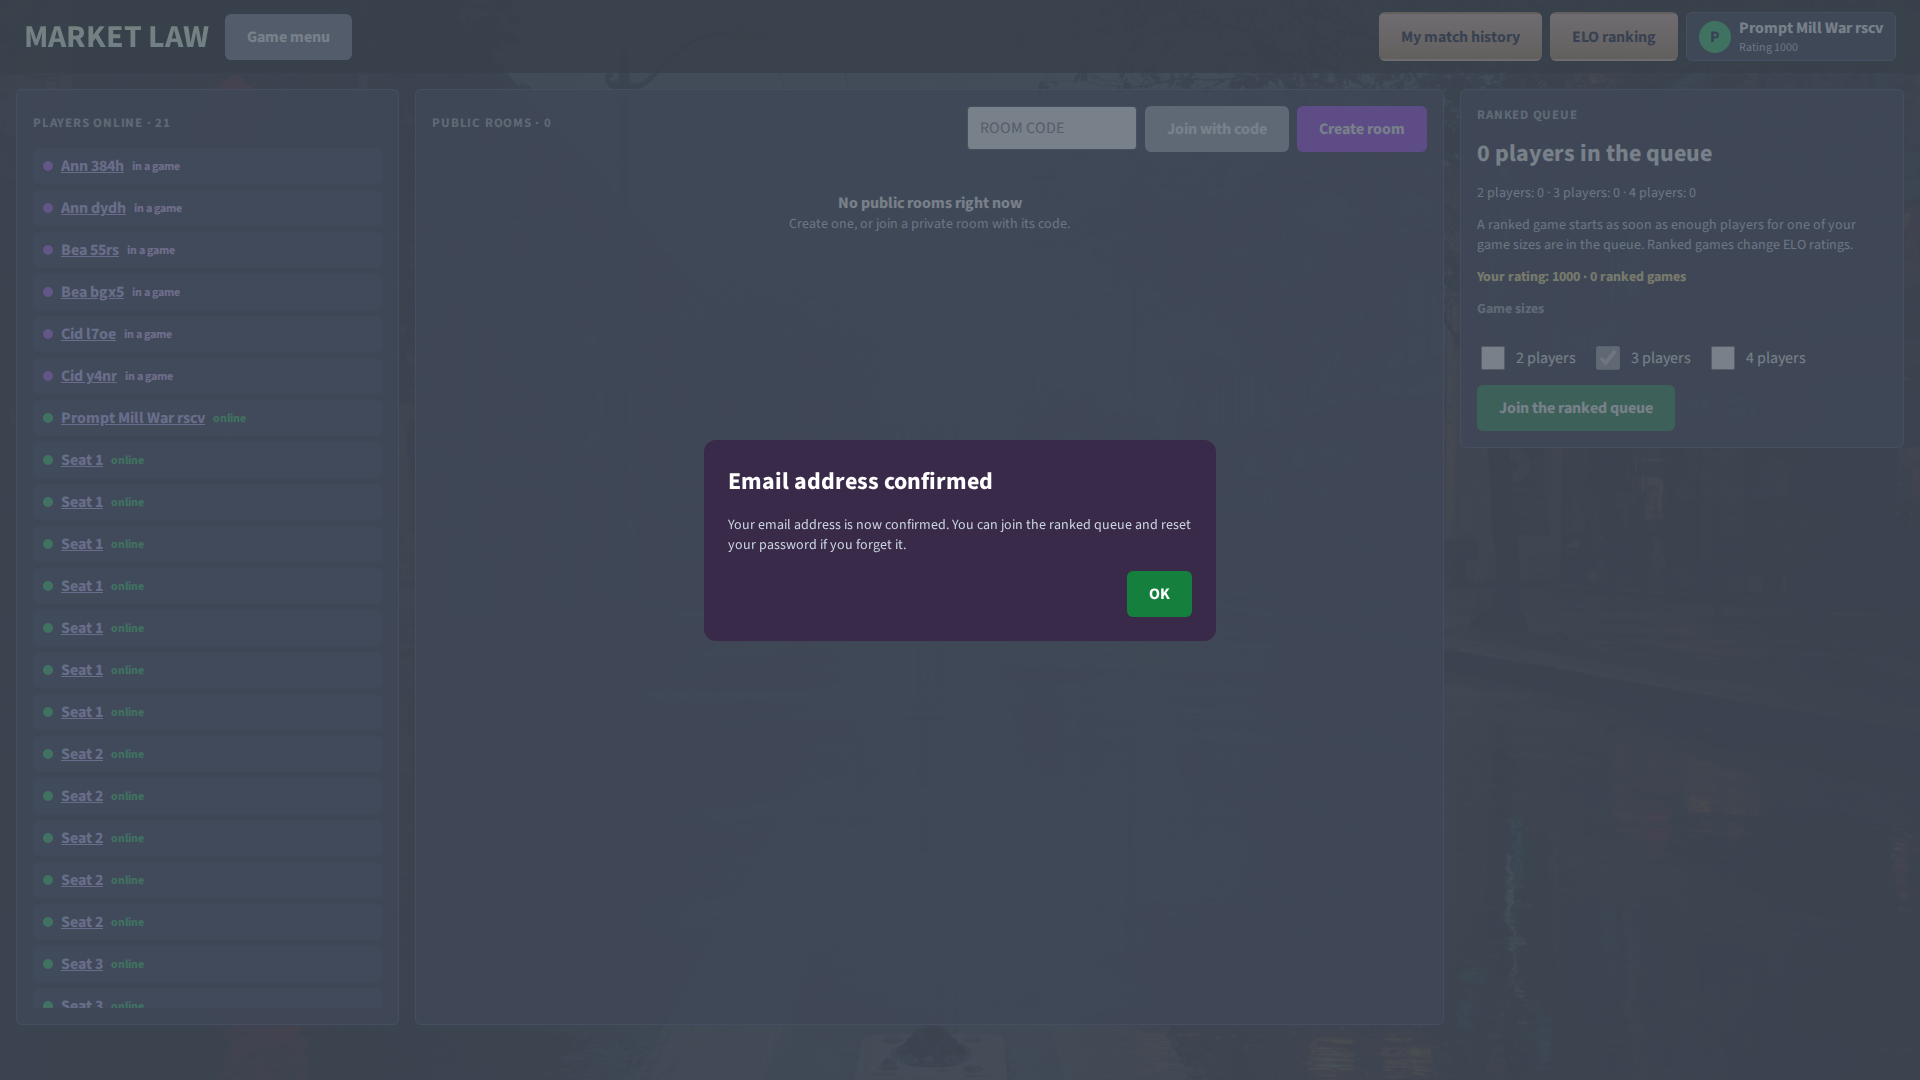 MARKET LAW
Game menu
My match history
ELO ranking
P
Prompt Mill War rscv
Rating 1000
PLAYERS ONLINE · 21
Ann 384h in a game
Ann dydh in a game
Bea 55rs in a game
Bea bgx5 in a game
Cid l7oe in a game
Cid y4nr in a game
Prompt Mill War rscv online
Seat 1 online
Seat 1 online
Seat 1 online
Seat 1 online
Seat 1 online
Seat 1 online
Seat 1 online
Seat 2 online
Seat 2 online
Seat 2 online
Seat 2 online
Seat 2 online
Seat 3 online
Seat 3 online
PUBLIC ROOMS · 0
ROOM CODE
Join with code
Create room
No public rooms right now
Create one, or join a private room with its code.
Email address confirmed
Your email address is now confirmed. You can join the ranked queue and reset
your password if you forget it.
OK
RANKED QUEUE
0 players in the queue
2 players: 0 · 3 players: 0 · 4 players: 0
A ranked game starts as soon as enough players for one of your
game sizes are in the queue. Ranked games change ELO ratings.
Your rating: 1000 · 0 ranked games
Game sizes
2 players
3 players
4 players
Join the ranked queue